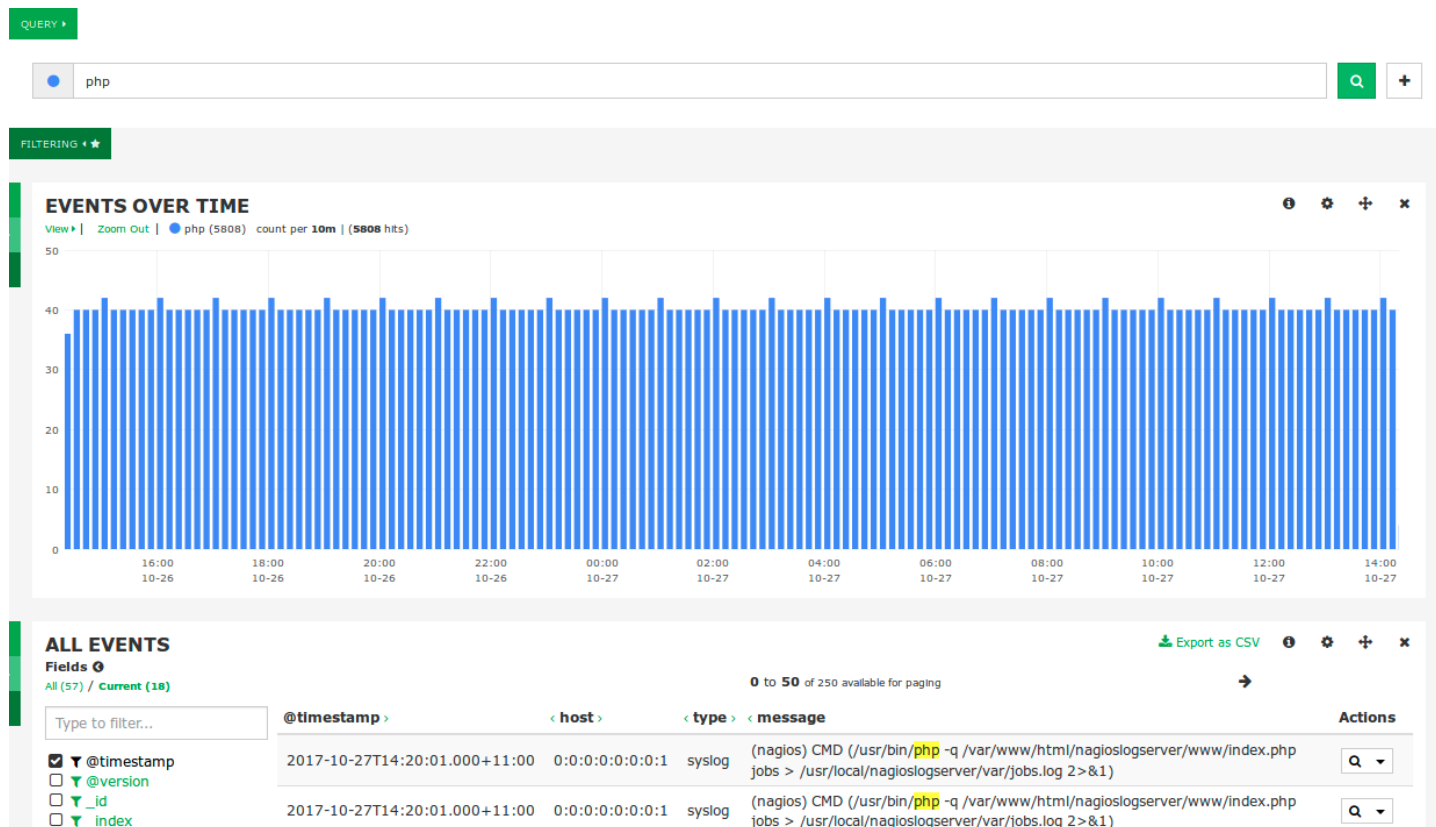 QUERY
php
FILTERING
EVENTS OVER TIME
View | Zoom Out | php (5808) count per 10m | (5808 hits)
50
40
30
20
10
0
16:00 18:00 20:00 22:00 00:00 02:00 04:00 06:00 08:00 10:00 12:00 14:00
10-26 10-26 10-26 10-26 10-27 10-27 10-27 10-27 10-27 10-27 10-27 10-27
ALL EVENTS
Export as CSV
Fields
All (57) / Current (18)
0 to 50 of 250 available for paging
Type to filter...
@timestamp host type message Actions
@timestamp
@version
_id
_index
2017-10-27T14:20:01.000+11:00 0:0:0:0:0:0:0:1 syslog (nagios) CMD (/usr/bin/php -q /var/www/html/nagioslogserver/www/index.php
jobs > /usr/local/nagioslogserver/var/jobs.log 2>&1)
2017-10-27T14:20:01.000+11:00 0:0:0:0:0:0:0:1 syslog (nagios) CMD (/usr/bin/php -q /var/www/html/nagioslogserver/www/index.php
jobs > /usr/local/nagioslogserver/var/jobs.log 2>&1)